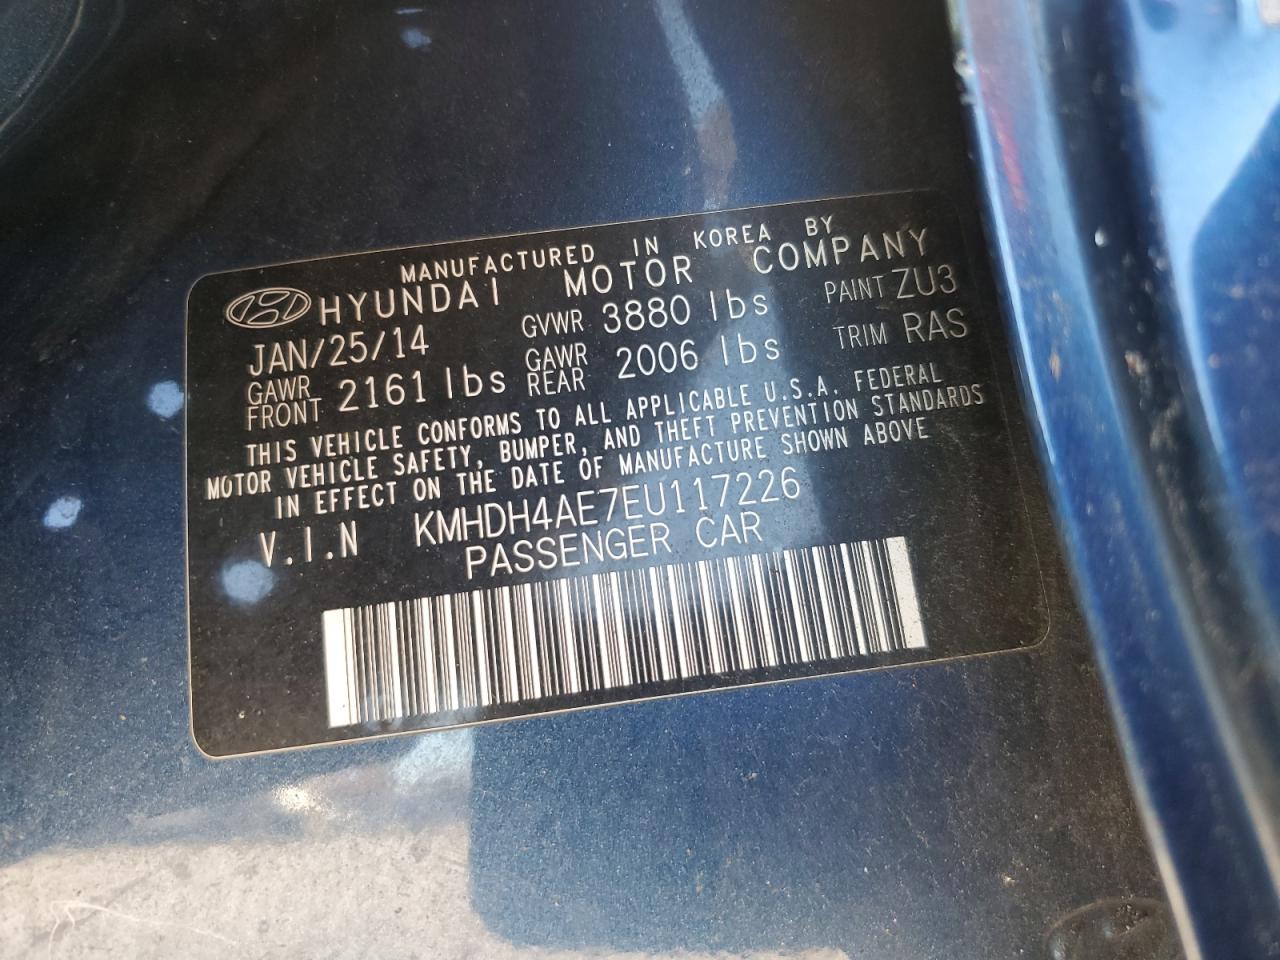 MANUFACTURED IN KOREA BY
HYUNDAI MOTOR COMPANY
JAN/25/14 GVWR 3880 lbs PAINT ZU3
GAWR FRONT 2161 lbs GAWR REAR 2006 lbs TRIM RAS
THIS VEHICLE CONFORMS TO ALL APPLICABLE U.S.A. FEDERAL
MOTOR VEHICLE SAFETY, BUMPER, AND THEFT PREVENTION STANDARDS
IN EFFECT ON THE DATE OF MANUFACTURE SHOWN ABOVE
V.I.N KMHDH4AE7EU117226
PASSENGER CAR